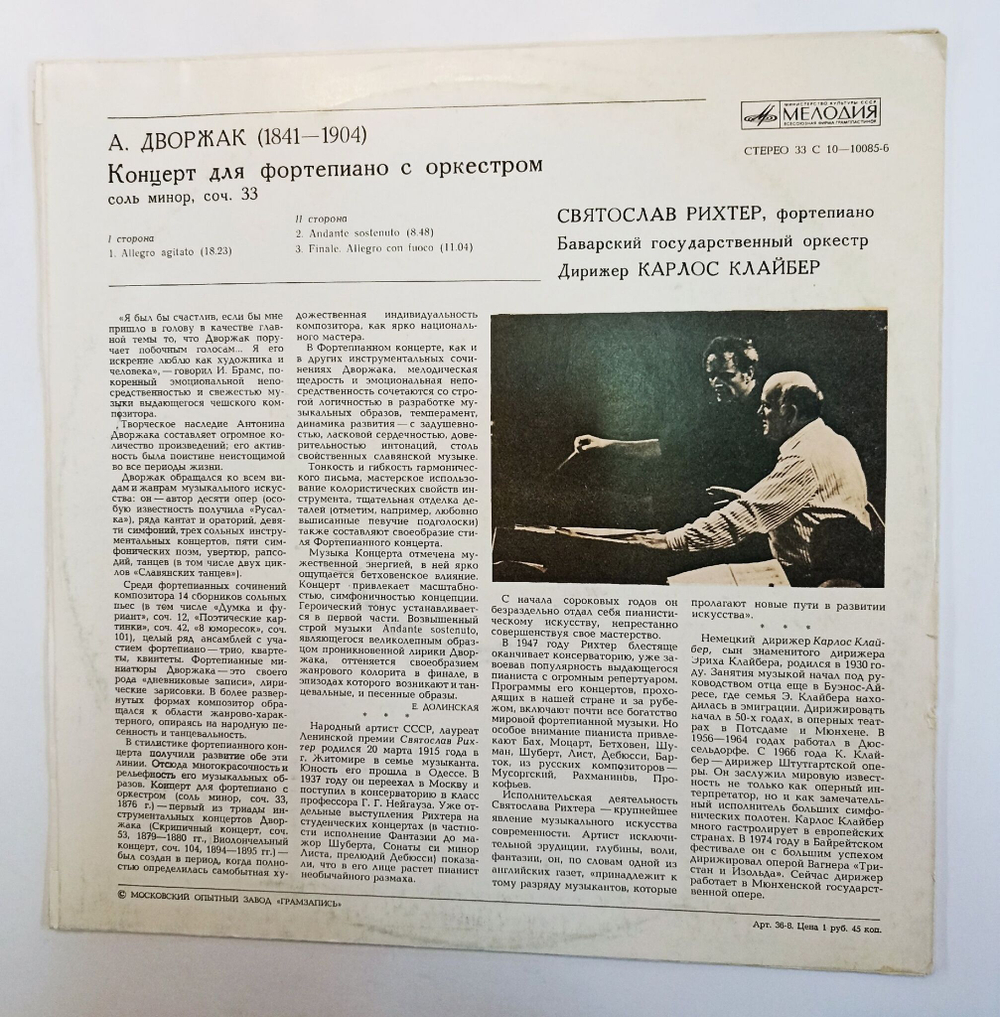 А. ДВОРЖАК (1841—1904)
Концерт для фортепиано с оркестром
соль минор, соч. 33
I сторона
1. Allegro agitato (18.23)
II сторона
2. Andante sostenuto (8.48)
3. Finale. Allegro con fuoco (11.04)
МИНИСТЕРСТВО КУЛЬТУРЫ СССР
МЕЛОДИЯ
ВСЕСОЮЗНАЯ ФИРМА ГРАМПЛАСТИНОК
СТЕРЕО 33 С 10—10085-6
СВЯТОСЛАВ РИХТЕР, фортепиано
Баварский государственный оркестр
Дирижер КАРЛОС КЛАЙБЕР
«Я был бы счастлив, если бы мне
пришло в голову в качестве глав-
ной темы то, что Дворжак пору-
чает побочным голосам... Я его
искренне люблю как художника и
человека», — говорил И. Брамс, по-
коренный эмоциональной непо-
средственностью и свежестью му-
зыки выдающегося чешского ком-
позитора.
Творческое наследие Антонина
Дворжака составляет огромное ко-
личество произведений; его актив-
ность была поистине неистощимой
во все периоды жизни.
Дворжак обращался ко всем ви-
дам и жанрам музыкального искус-
ства: он — автор десяти опер (осо-
бую известность получила «Русал-
ка»), ряда кантат и ораторий, девя-
ти симфоний, трех сольных инстру-
ментальных концертов, пяти сим-
фонических поэм, увертюр, рапсо-
дий, танцев (в том числе двух цик-
лов «Славянских танцев»).
Среди фортепианных сочинений
композитора 14 сборников сольных
пьес (в том числе «Думка и фу-
риант», соч. 12, «Поэтические кар-
тинки», соч. 42, «8 юморесок», соч.
101), целый ряд ансамблей с уча-
стием фортепиано — трио, кварте-
ты, квинтеты. Фортепианные ми-
ниатюры Дворжака — это своего
рода «дневниковые записи», лири-
ческие зарисовки. В более развер-
нутых формах композитор обра-
щался к области жанрово-харак-
терного, опираясь на народную пе-
сенность и танцевальность.
В стилистике фортепианного кон-
церта получили развитие обе эти
линии. Отсюда многокрасочность и
рельефность его музыкальных об-
разов. Концерт для фортепиано с
оркестром (соль минор, соч. 33,
1876 г.) — первый из триады ин-
струментальных концертов Двор-
жака (Скрипичный концерт, соч.
53, 1879—1880 гг., Виолончельный
концерт, соч. 104, 1894—1895 гг.) —
был создан в период, когда полно-
стью определилась самобытная ху-
дожественная индивидуальность
композитора, как ярко националь-
ного мастера.
В Фортепианном концерте, как и
в других инструментальных сочи-
нениях Дворжака, мелодическая
щедрость и эмоциональная непо-
средственность сочетаются со стро-
гой логичностью в разработке му-
зыкальных образов, темперамент,
динамика развития — с задушевно-
стью, ласковой сердечностью, дове-
рительностью интонаций, столь
свойственных славянской музыке.
Тонкость и гибкость гармоничес-
кого письма, мастерское использо-
вание колористических свойств ин-
струмента, тщательная отделка де-
талей (отметим, например, любовно
выписанные певучие подголоски)
также составляют своеобразие сти-
ля Фортепианного концерта.
Музыка Концерта отмечена му-
жественной энергией, в ней ярко
ощущается бетховенское влияние.
Концерт привлекает масштабно-
стью, симфоничностью концепции.
Героический тонус устанавливает-
ся в первой части. Возвышенный
строй музыки Andante sostenuto,
являющегося великолепным образ-
цом проникновенной лирики Двор-
жака, оттеняется своеобразием
жанрового колорита в финале, в
эпизодах которого возникают и тан-
цевальные, и песенные образы.
Е. ДОЛИНСКАЯ
* * *
Народный артист СССР, лауреат
Ленинской премии Святослав Рих-
тер родился 20 марта 1915 года в
г. Житомире в семье музыканта.
Юность его прошла в Одессе. В
1937 году он переехал в Москву и
поступил в консерваторию в класс
профессора Г. Г. Нейгауза. Уже от-
дельные выступления Рихтера на
студенческих концертах (в частно-
сти исполнение Фантазии до ма-
жор Шуберта, Сонаты си минор
Листа, прелюдий Дебюсси) показа-
ли, что в его лице растет пианист
необычайного размаха.
С начала сороковых годов он
безраздельно отдал себя пианисти-
ческому искусству, непрестанно
совершенствуя свое мастерство.
В 1947 году Рихтер блестяще
оканчивает консерваторию, уже за-
воевав популярность выдающегося
пианиста с огромным репертуаром.
Программы его концертов, прохо-
дящих в нашей стране и за рубе-
жом, включают почти все богатство
мировой фортепианной музыки. Но
особое внимание пианиста привле-
кают Бах, Моцарт, Бетховен, Шу-
ман, Шуберт, Лист, Дебюсси, Бар-
ток, из русских композиторов —
Мусоргский, Рахманинов, Про-
кофьев.
Исполнительская деятельность
Святослава Рихтера — крупнейшее
явление музыкального искусства
современности. Артист исключи-
тельной эрудиции, глубины, воли,
фантазии, он, по словам одной из
английских газет, «принадлежит к
тому разряду музыкантов, которые
пролагают новые пути в развитии
искусства».
* * *
Немецкий дирижер Карлос Клай-
бер, сын знаменитого дирижера
Эриха Клайбера, родился в 1930 го-
ду. Занятия музыкой начал под ру-
ководством отца еще в Буэнос-Ай-
ресе, где семья Э. Клайбера нахо-
дилась в эмиграции. Дирижировать
начал в 50-х годах, в оперных теат-
рах в Потсдаме и Мюнхене. В
1956—1964 годах работал в Дюс-
сельдорфе. С 1966 года К. Клай-
бер — дирижер Штутгартской опе-
ры. Он заслужил мировую извест-
ность не только как оперный ин-
терпретатор, но и как замечатель-
ный исполнитель больших симфо-
нических полотен. Карлос Клайбер
много гастролирует в европейских
странах. В 1974 году в Байрейтском
фестивале он с большим успехом
дирижировал оперой Вагнера «Три-
стан и Изольда». Сейчас дирижер
работает в Мюнхенской государст-
венной опере.
© МОСКОВСКИЙ ОПЫТНЫЙ ЗАВОД «ГРАМЗАПИСЬ»
Арт. 36-8. Цена 1 руб. 45 коп.